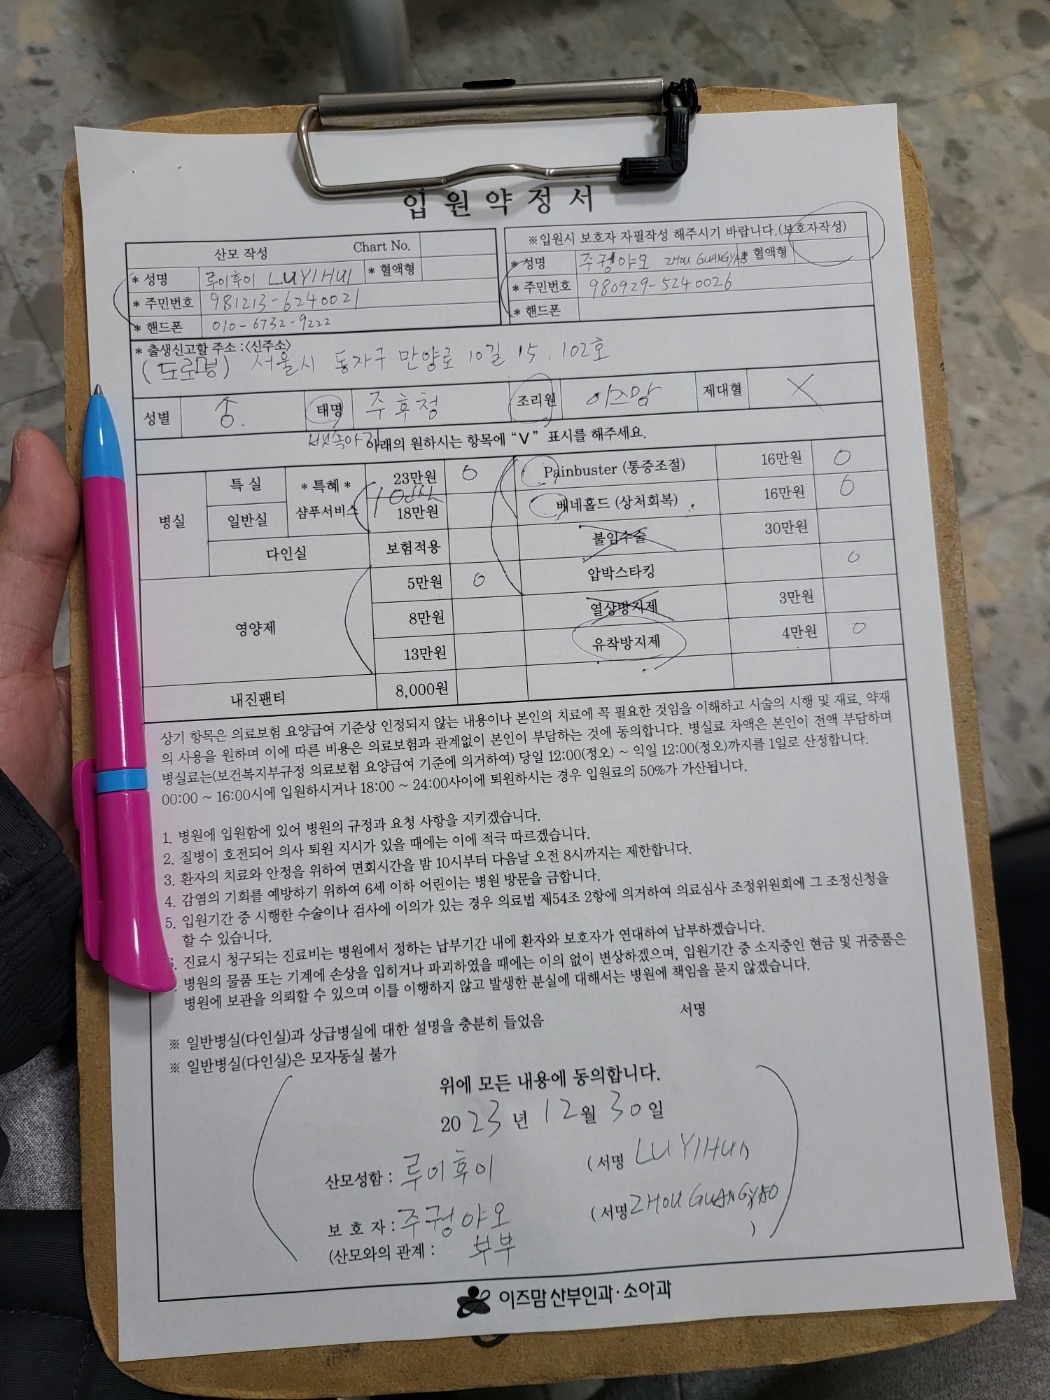 입원약정서
산모 작성 Chart No.
※입원시 보호자 자필작성 해주시기 바랍니다.(보호자작성)
* 성명 루이후이 LU YI HUI * 혈액형
* 성명 주궝야오 ZHOU GUANGYAO * 혈액형
* 주민번호 981213-6240021
* 주민번호 980929-5240026
* 핸드폰 010-6732-9222
* 핸드폰
* 출생신고할 주소 : <신주소>
(도로명) 서울시 동작구 만양로 10길 15, 102호
성별 태명 주후청 조리원 이즈맘 제대혈 X
아래의 원하시는 항목에 “V” 표시를 해주세요.
병실 특실 * 특혜 * 샴푸서비스 23만원 O
Painbuster (통증조절) 16만원 O
일반실 18만원
베네홀드 (상처회복) 16만원 O
불임수술 30만원
다인실 보험적용
압박스타킹 O
영양제 5만원 O
8만원
열상방지제 3만원
13만원
유착방지제 4만원 O
내진팬티 8,000원
상기 항목은 의료보험 요양급여 기준상 인정되지 않는 내용이나 본인의 치료에 꼭 필요한 것임을 이해하고 시술의 시행 및 재료, 약재
의 사용을 원하며 이에 따른 비용은 의료보험과 관계없이 본인이 부담하는 것에 동의합니다. 병실료 차액은 본인이 전액 부담하며
병실료는(보건복지부규정 의료보험 요양급여 기준에 의거하여) 당일 12:00(정오) ~ 익일 12:00(정오)까지를 1일로 산정합니다.
00:00 ~ 16:00시에 입원하시거나 18:00 ~ 24:00사이에 퇴원하시는 경우 입원료의 50%가 가산됩니다.
1. 병원에 입원함에 있어 병원의 규정과 요청 사항을 지키겠습니다.
2. 질병이 호전되어 의사 퇴원 지시가 있을 때에는 이에 적극 따르겠습니다.
3. 환자의 치료와 안정을 위하여 면회시간을 밤 10시부터 다음날 오전 8시까지는 제한합니다.
4. 감염의 기회를 예방하기 위하여 6세 이하 어린이는 병원 방문을 금합니다.
5. 입원기간 중 시행한 수술이나 검사에 이의가 있는 경우 의료법 제54조 2항에 의거하여 의료심사 조정위원회에 그 조정신청을
할 수 있습니다.
진료시 청구되는 진료비는 병원에서 정하는 납부기간 내에 환자와 보호자가 연대하여 납부하겠습니다.
병원의 물품 또는 기계에 손상을 입히거나 파괴하였을 때에는 이의 없이 변상하겠으며, 입원기간 중 소지중인 현금 및 귀중품은
병원에 보관을 의뢰할 수 있으며 이를 이행하지 않고 발생한 분실에 대해서는 병원에 책임을 묻지 않겠습니다.
서명
※ 일반병실(다인실)과 상급병실에 대한 설명을 충분히 들었음
※ 일반병실(다인실)은 모자동실 불가
위에 모든 내용에 동의합니다.
2023년 12월 30일
산모성함 : 루이후이 (서명 LU YI HUI
보 호 자 : 주궝야오 (서명 ZHOU GUANGYAO )
(산모와의 관계 : 부부
이즈맘 산부인과·소아과